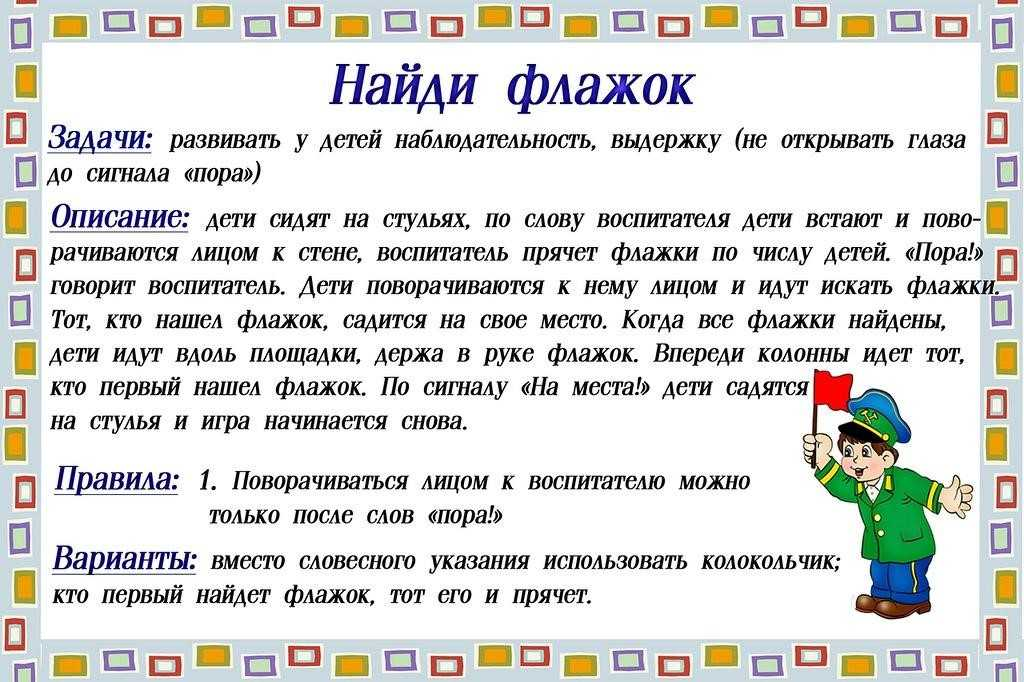 Найди флажок
Задачи: развивать у детей наблюдательность, выдержку (не открывать глаза
до сигнала «пора»)
Описание: дети сидят на стульях, по слову воспитателя дети встают и пово-
рачиваются лицом к стене, воспитатель прячет флажки по числу детей. «Пора!»
говорит воспитатель. Дети поворачиваются к нему лицом и идут искать флажки.
Тот, кто нашел флажок, садится на свое место. Когда все флажки найдены,
дети идут вдоль площадки, держа в руке флажок. Впереди колонны идет тот,
кто первый нашел флажок. По сигналу «На места!» дети садятся
на стулья и игра начинается снова.
Правила: 1. Поворачиваться лицом к воспитателю можно
только после слов «пора!»
Варианты: вместо словесного указания использовать колокольчик;
кто первый найдет флажок, тот его и прячет.